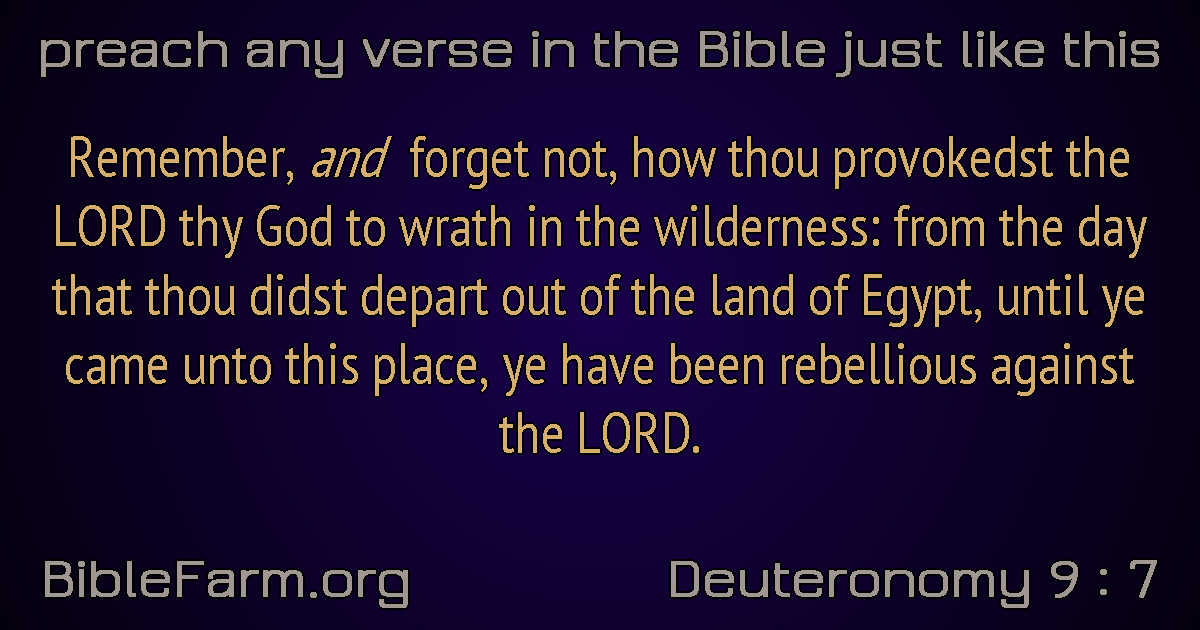 preach any verse in the Bible just like this
Remember, and forget not, how thou provokedst the
LORD thy God to wrath in the wilderness: from the day
that thou didst depart out of the land of Egypt, until ye
came unto this place, ye have been rebellious against
the LORD.
BibleFarm.org
Deuteronomy 9 : 7